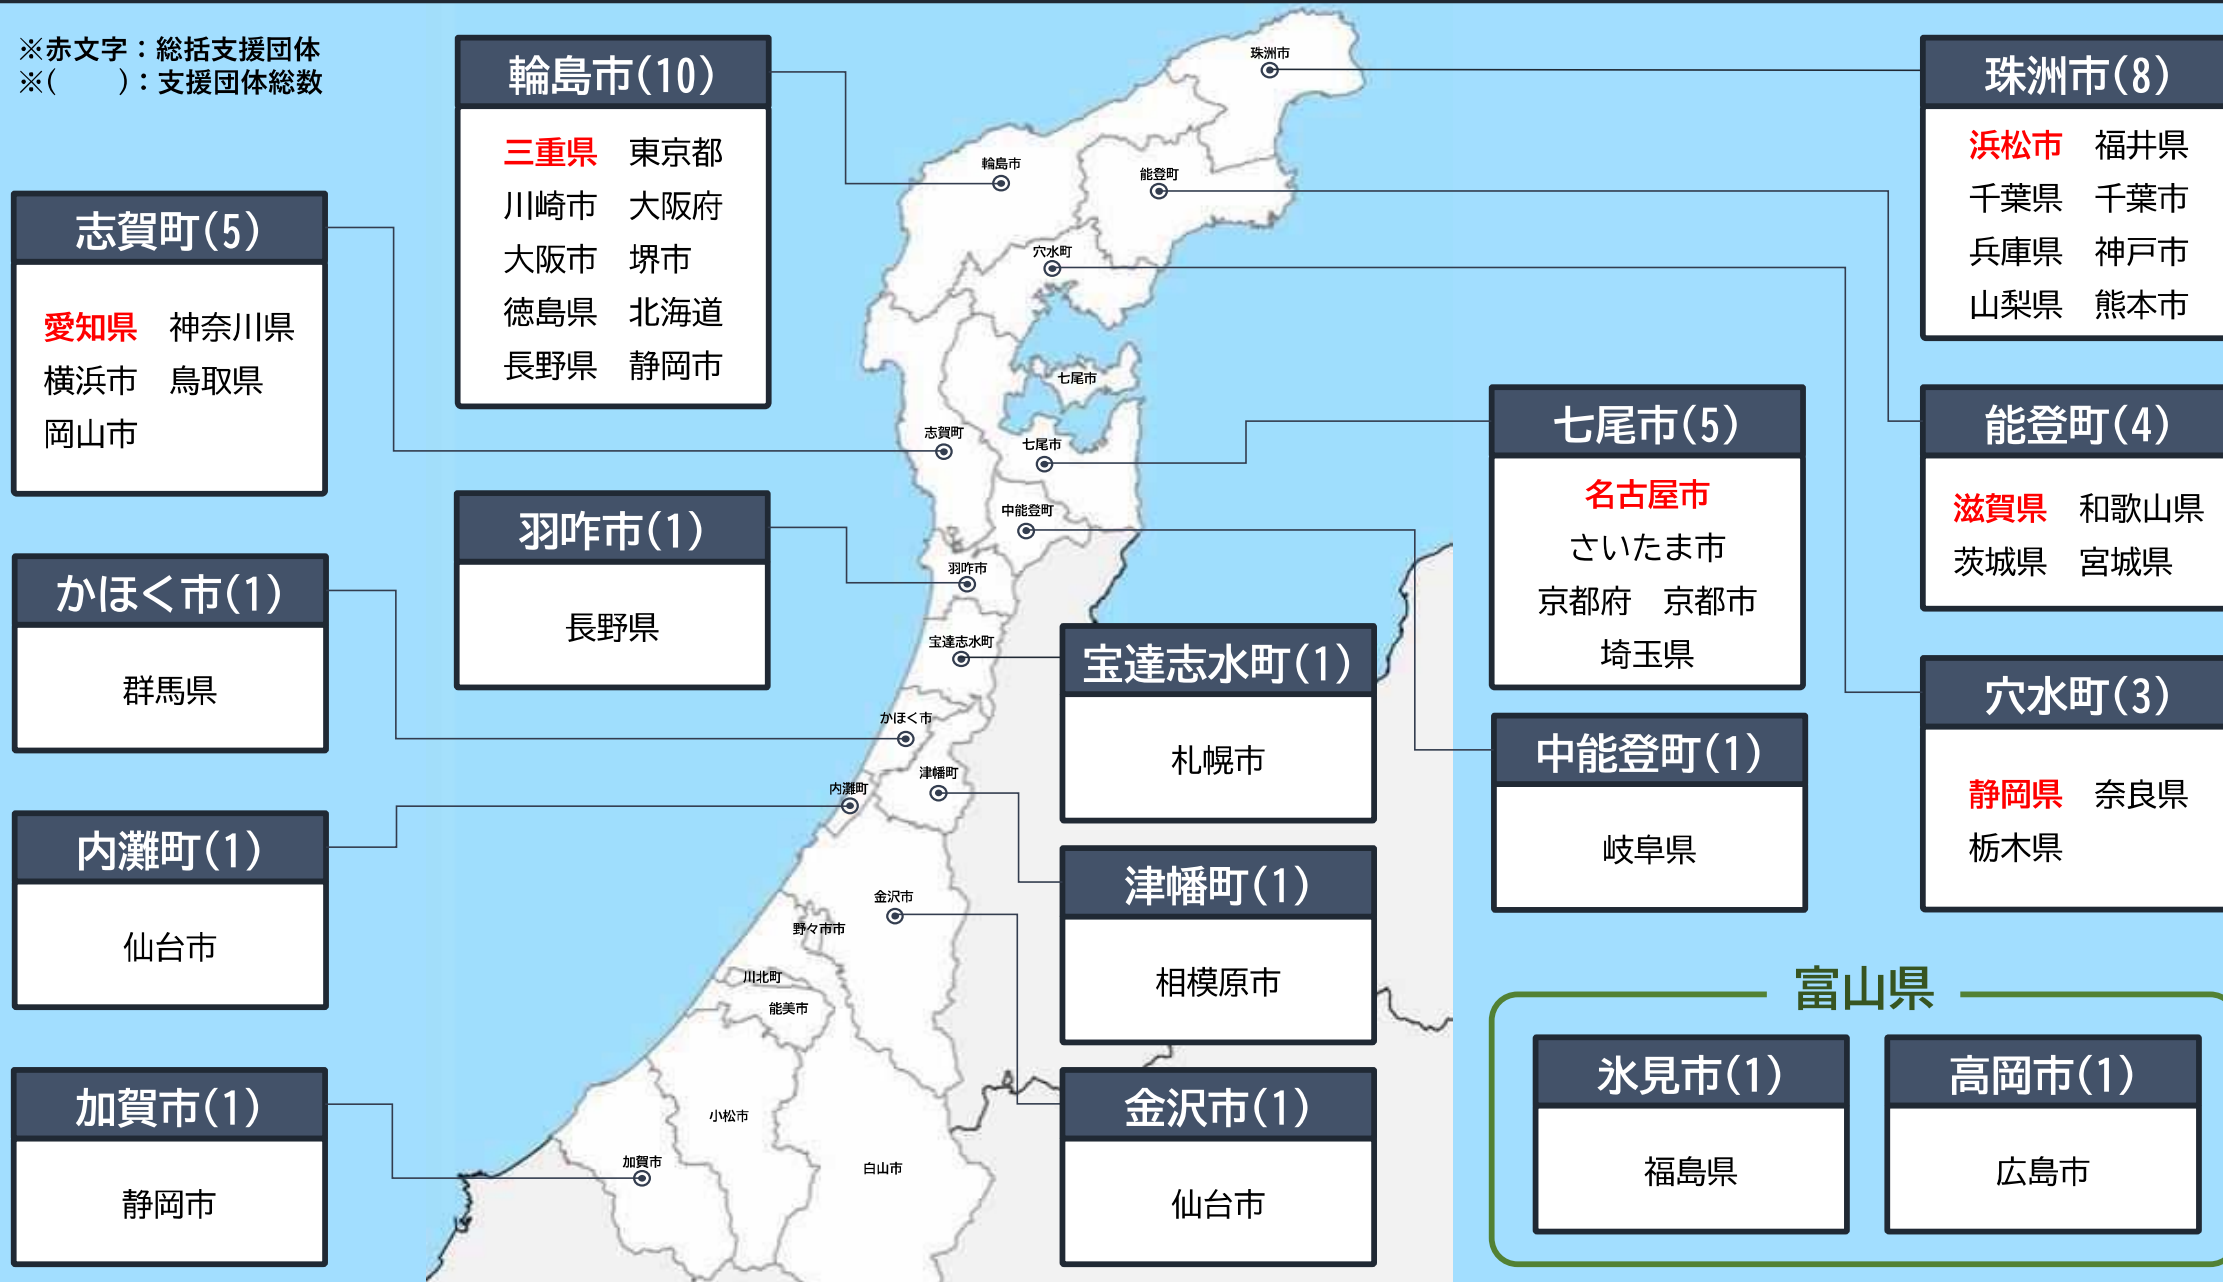 ※赤文字：総括支援団体
※(　　)：支援団体総数
輪島市(10)
三重県　東京都
川崎市　大阪府
大阪市　堺市
徳島県　北海道
長野県　静岡市
珠洲市(8)
浜松市　福井県
千葉県　千葉市
兵庫県　神戸市
山梨県　熊本市
志賀町(5)
愛知県　神奈川県
横浜市　鳥取県
岡山市
七尾市(5)
名古屋市
さいたま市
京都府　京都市
埼玉県
能登町(4)
滋賀県　和歌山県
茨城県　宮城県
羽咋市(1)
長野県
かほく市(1)
群馬県
宝達志水町(1)
札幌市
穴水町(3)
静岡県　奈良県
栃木県
中能登町(1)
岐阜県
内灘町(1)
仙台市
津幡町(1)
相模原市
加賀市(1)
静岡市
金沢市(1)
仙台市
富山県
氷見市(1)
福島県
高岡市(1)
広島市
珠洲市
輪島市
能登町
穴水町
七尾市
志賀町
七尾市
中能登町
羽咋市
宝達志水町
かほく市
津幡町
内灘町
金沢市
野々市市
川北町
能美市
小松市
加賀市
白山市